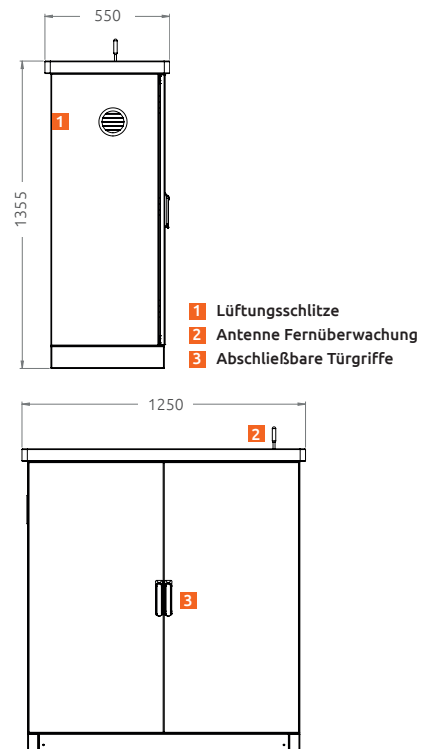 550
1
1355
1 Lüftungsschlitze
2 Antenne Fernüberwachung
3 Abschließbare Türgriffe
1250
2
3